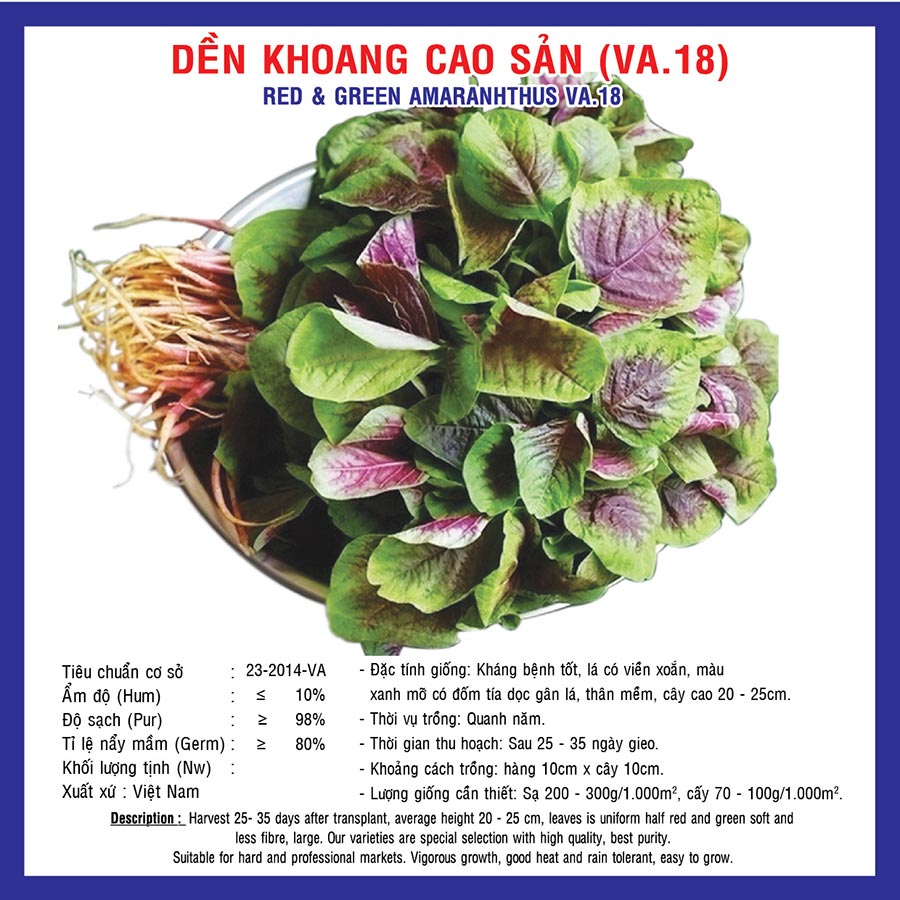 DỀN KHOANG CAO SẢN (VA.18)
RED & GREEN AMARANHTHUS VA.18
Tiêu chuẩn cơ sở : 23-2014-VA
Ẩm độ (Hum) : ≤ 10%
Độ sạch (Pur) : ≥ 98%
Tỉ lệ nẩy mầm (Germ) : ≥ 80%
Khối lượng tịnh (Nw) :
Xuất xứ : Việt Nam
- Đặc tính giống: Kháng bệnh tốt, lá có viền xoắn, màu
xanh mỡ có đốm tía dọc gân lá, thân mềm, cây cao 20 - 25cm.
- Thời vụ trồng: Quanh năm.
- Thời gian thu hoạch: Sau 25 - 35 ngày gieo.
- Khoảng cách trồng: hàng 10cm x cây 10cm.
- Lượng giống cần thiết: Sạ 200 - 300g/1.000m², cấy 70 - 100g/1.000m².
Description : Harvest 25- 35 days after transplant, average height 20 - 25 cm, leaves is uniform half red and green soft and
less fibre, large. Our varieties are special selection with high quality, best purity.
Suitable for hard and professional markets. Vigorous growth, good heat and rain tolerant, easy to grow.